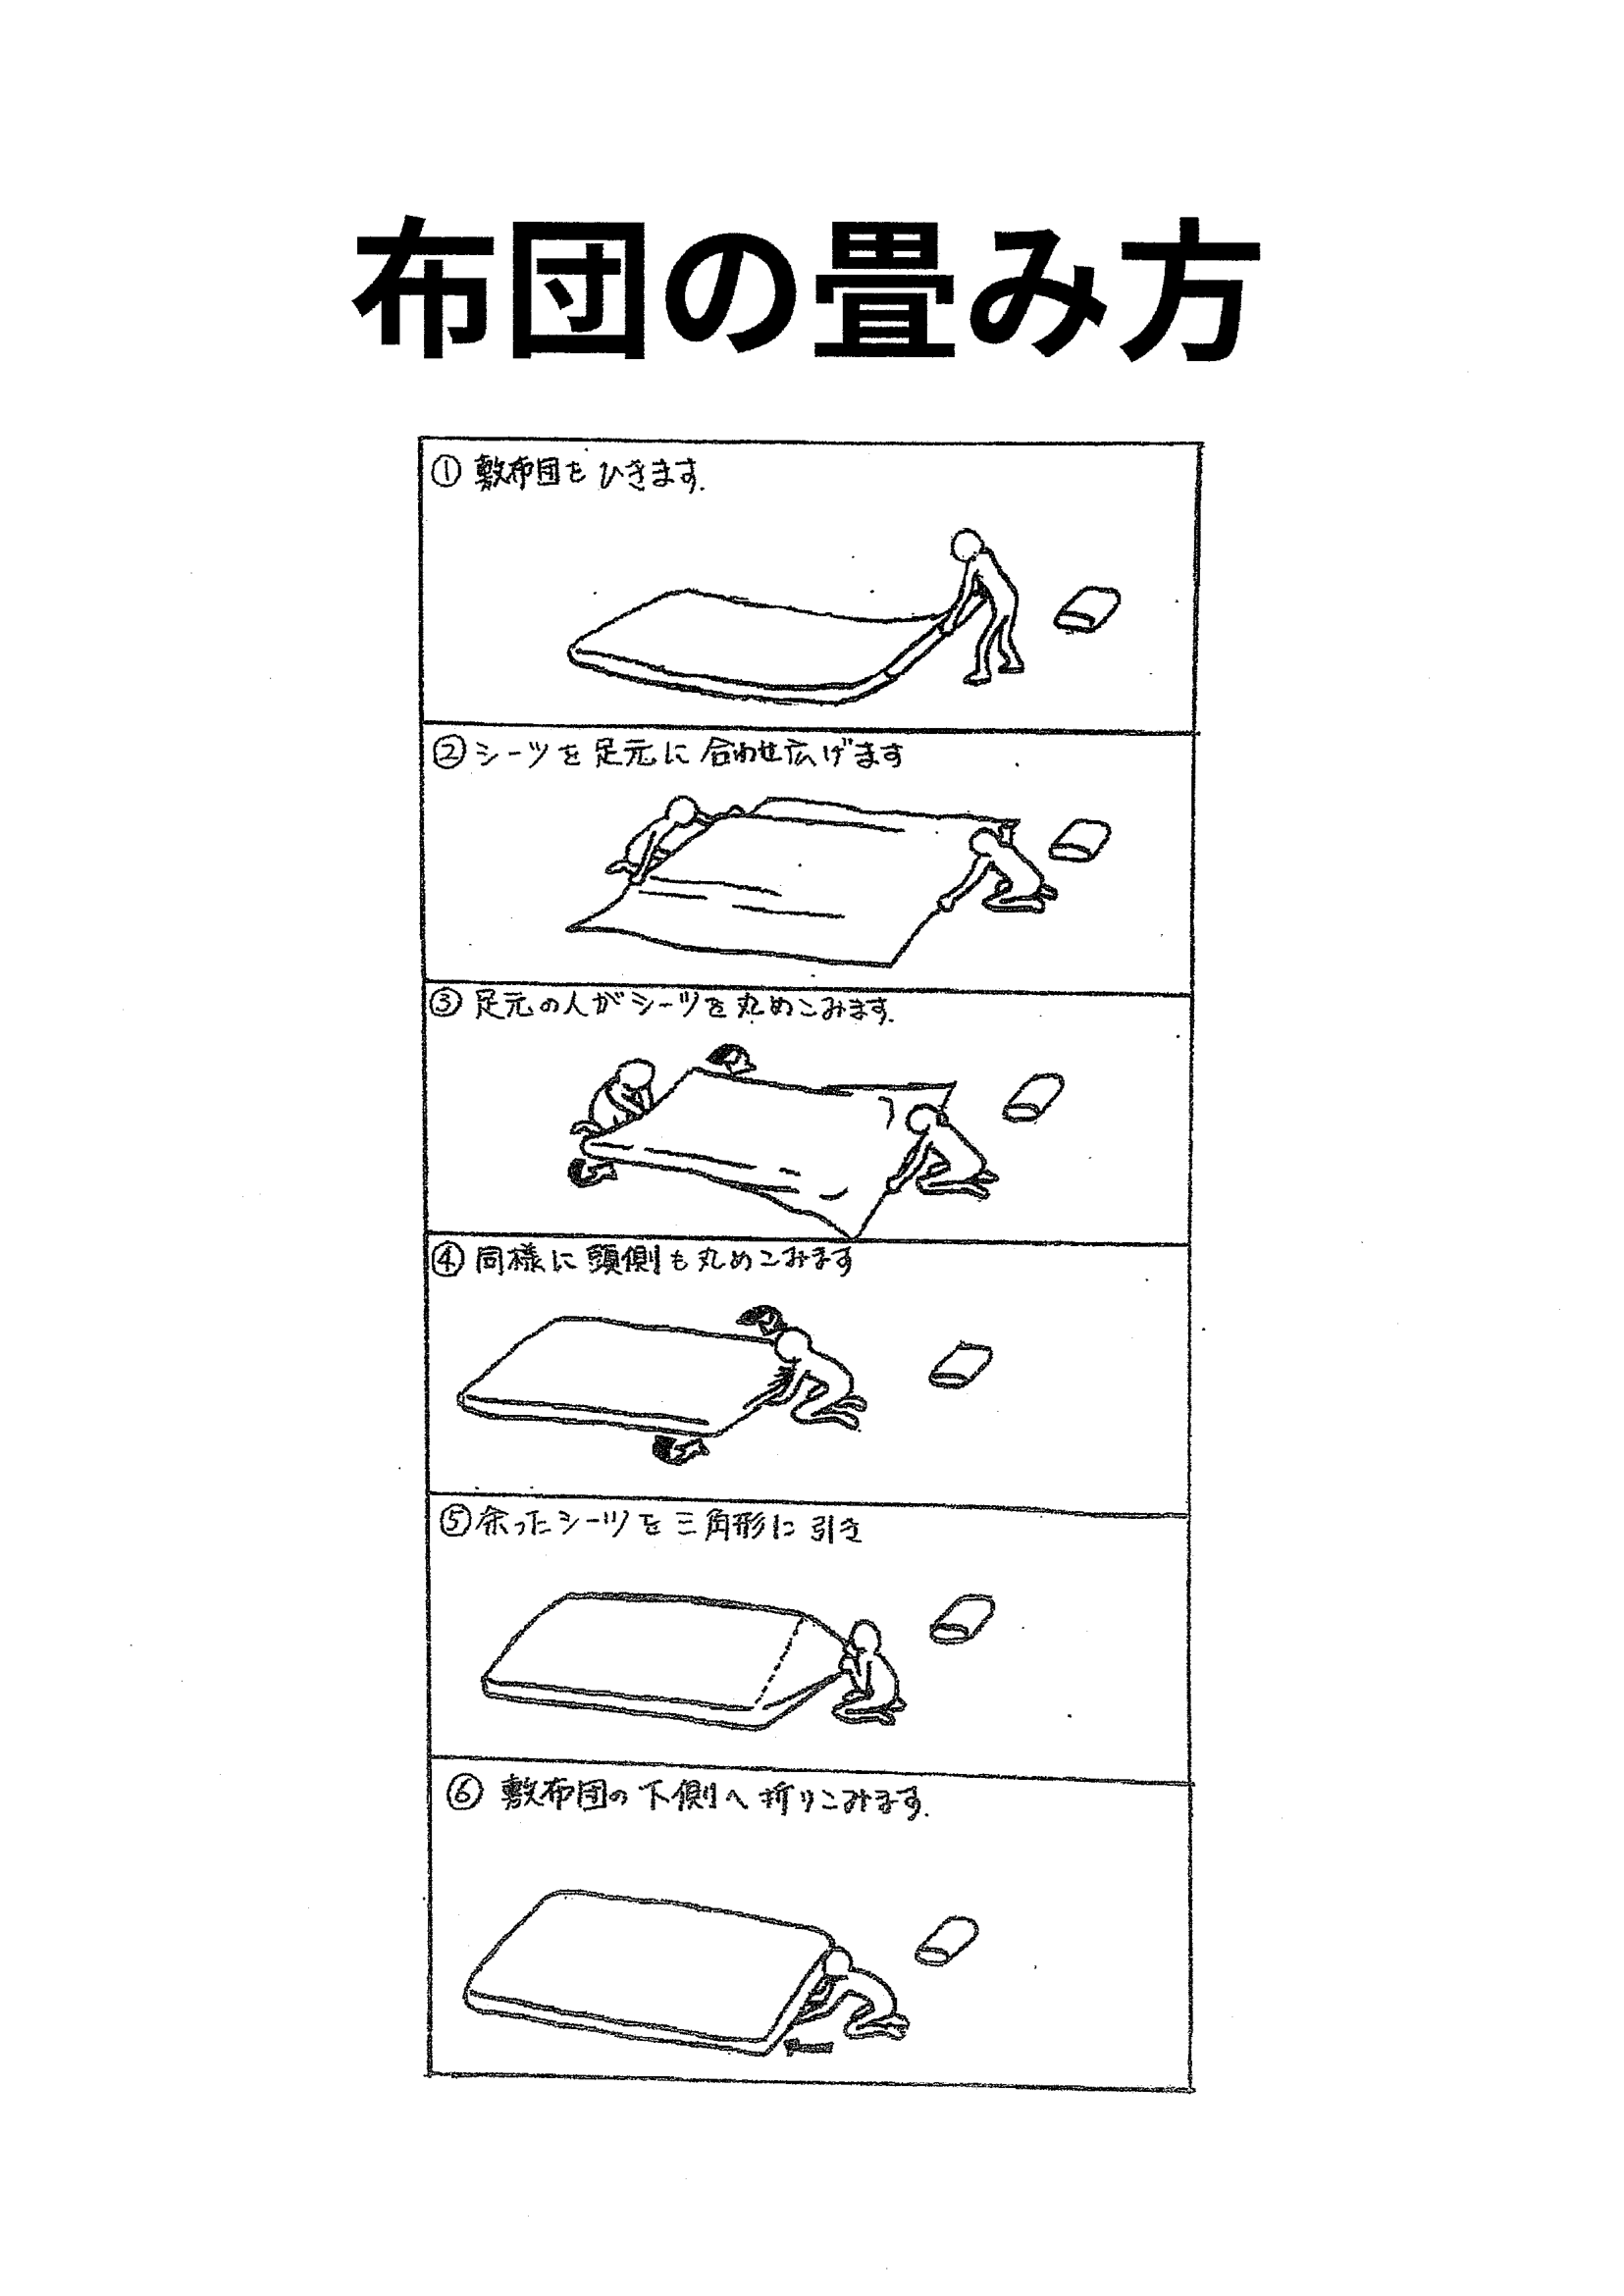 布団の畳み方
① 敷布団をひきます.
② シーツを足元に合わせ広げます
③ 足元の人がシーツを丸めこみます.
④ 同様に頭側も丸めこみます
⑤ 余ったシーツを三角形に引き
⑥ 敷布団の下側へ折りこみます.